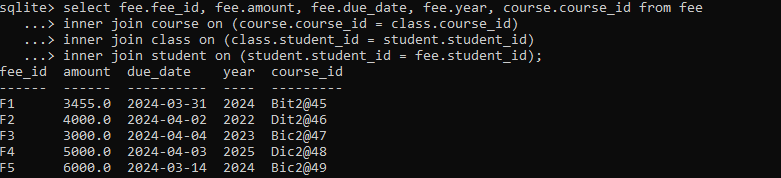 sqlite> select fee.fee_id, fee.amount, fee.due_date, fee.year, course.course_id from fee
...> inner join course on (course.course_id = class.course_id)
...> inner join class on (class.student_id = student.student_id)
...> inner join student on (student.student_id = fee.student_id);
fee_id  amount  due_date    year  course_id
------  ------  ----------  ----  ----------
F1      3455.0  2024-03-31  2024  Bit2@45
F2      4000.0  2024-04-02  2022  Dit2@46
F3      3000.0  2024-04-04  2023  Bic2@47
F4      5000.0  2024-04-03  2025  Dic2@48
F5      6000.0  2024-03-14  2024  Bic2@49